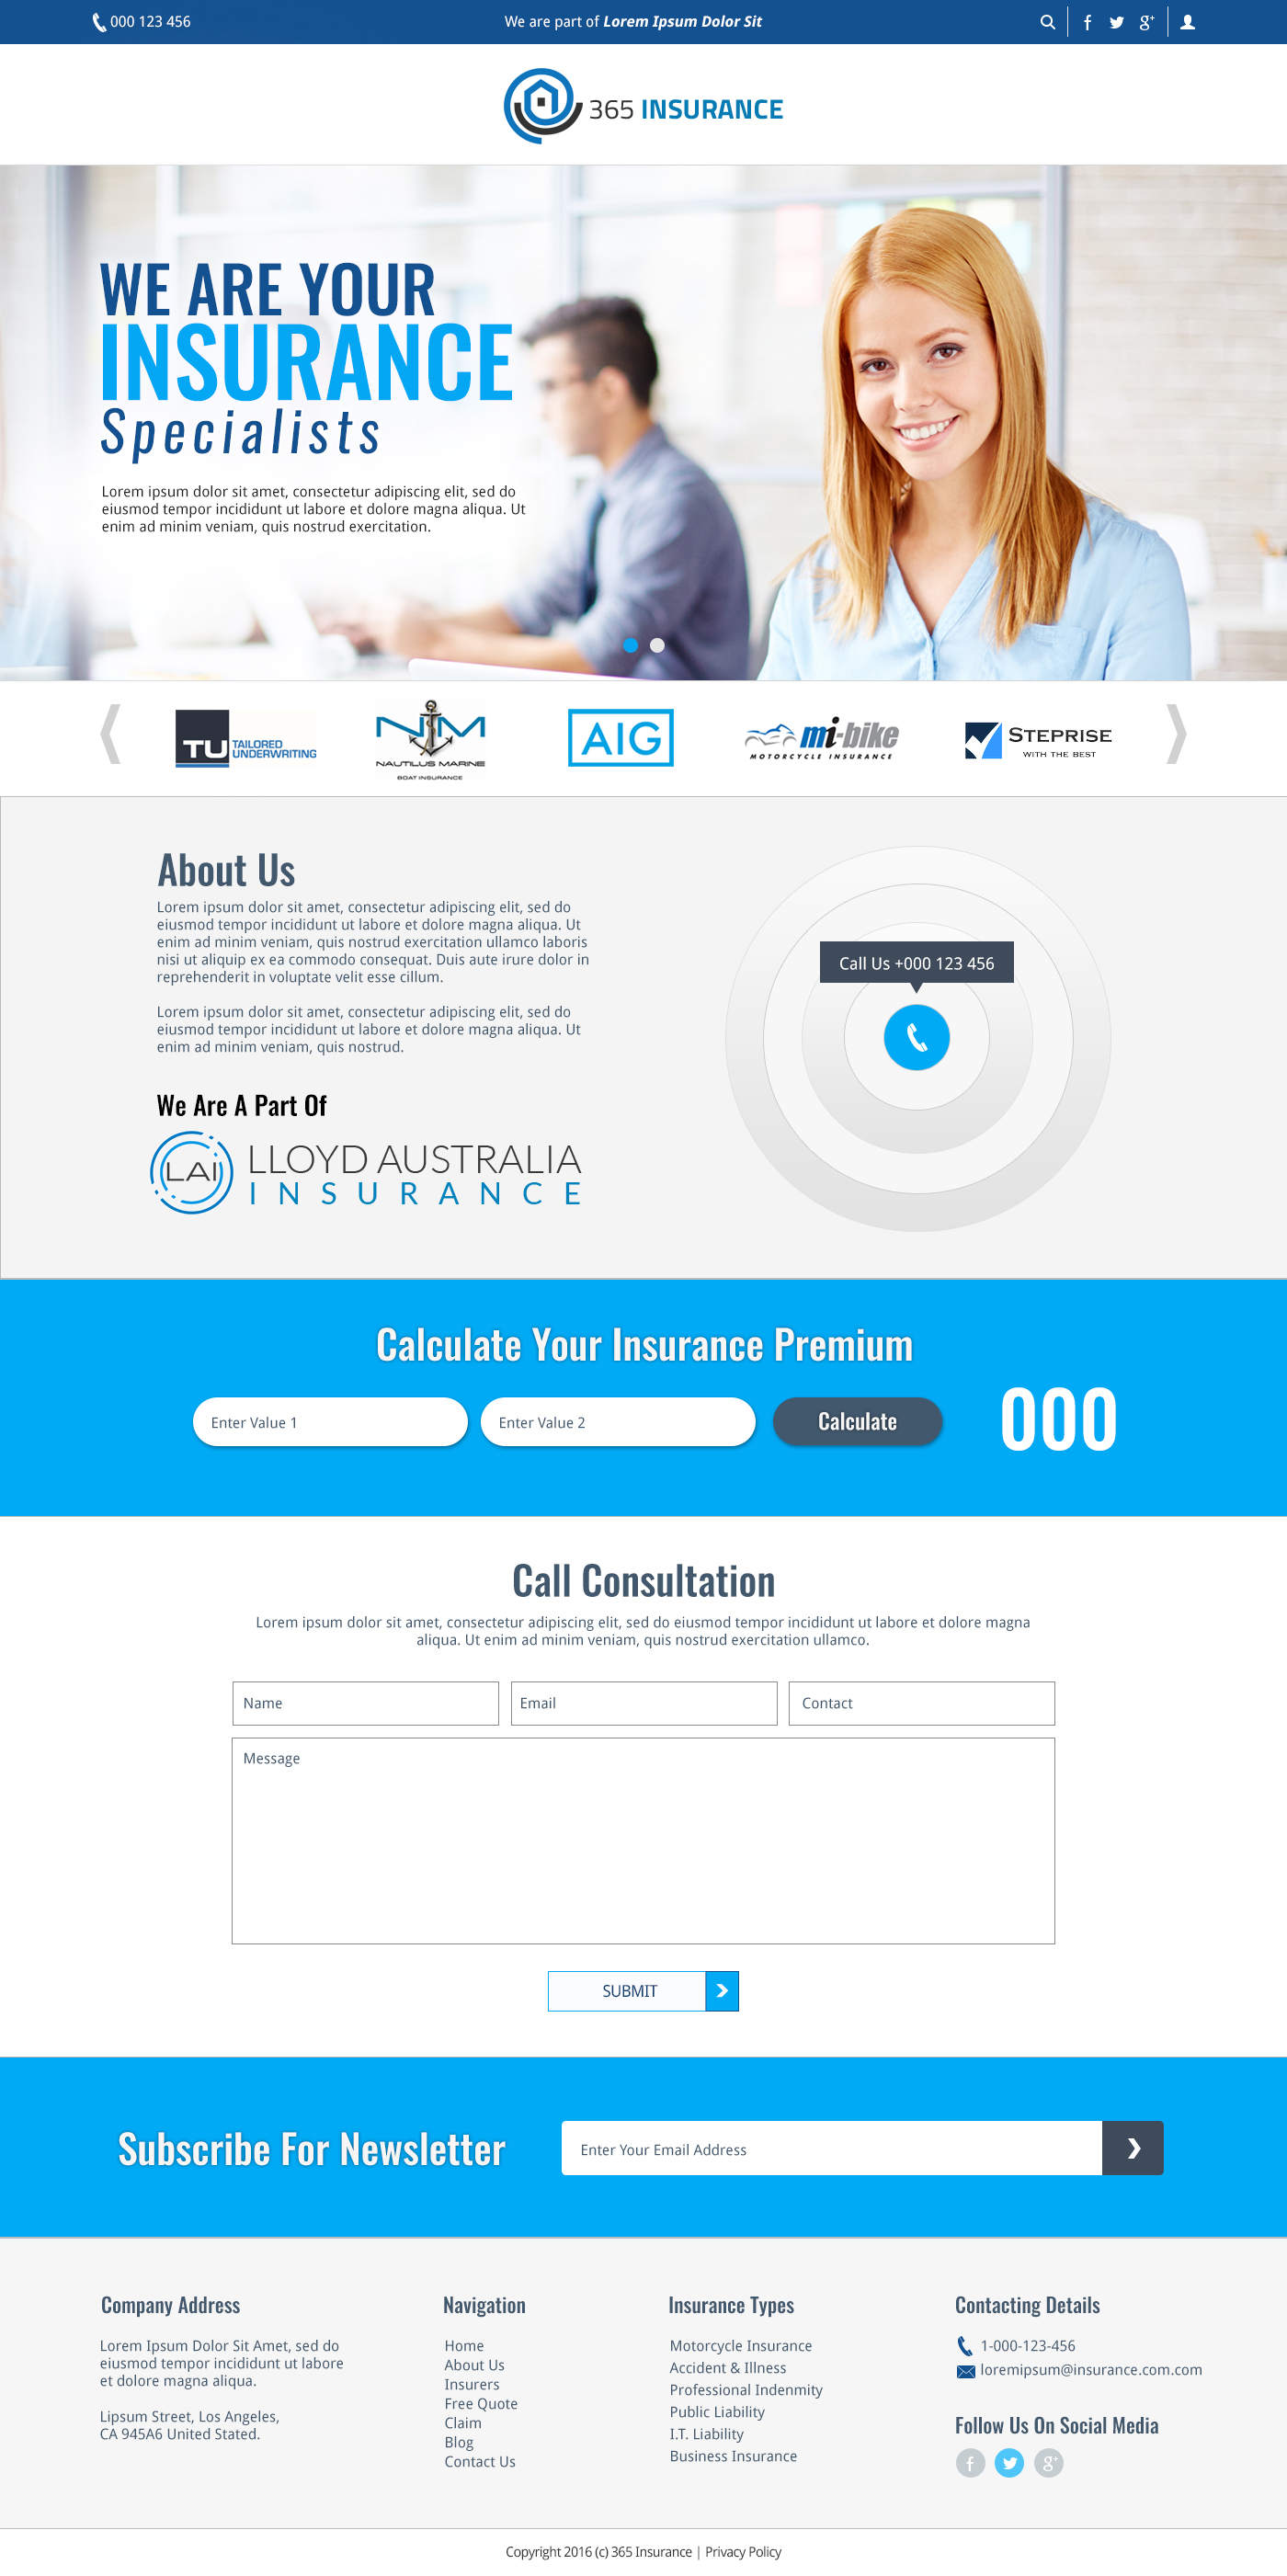 000 123 456
We are part of Lorem Ipsum Dolor Sit
365 INSURANCE
WE ARE YOUR
INSURANCE
Specialists
Lorem ipsum dolor sit amet, consectetur adipiscing elit, sed do
eiusmod tempor incididunt ut labore et dolore magna aliqua. Ut
enim ad minim veniam, quis nostrud exercitation.
TU TAILORED
UNDERWRITING
NM
NAUTILUS MARINE
BOAT INSURANCE
AIG
mi-bike
MOTORCYCLE INSURANCE
STEPRISE
WITH THE BEST
About Us
Lorem ipsum dolor sit amet, consectetur adipiscing elit, sed do
eiusmod tempor incididunt ut labore et dolore magna aliqua. Ut
enim ad minim veniam, quis nostrud exercitation ullamco laboris
nisi ut aliquip ex ea commodo consequat. Duis aute irure dolor in
reprehenderit in voluptate velit esse cillum.
Lorem ipsum dolor sit amet, consectetur adipiscing elit, sed do
eiusmod tempor incididunt ut labore et dolore magna aliqua. Ut
enim ad minim veniam, quis nostrud.
We Are A Part Of
LAI
LLOYD AUSTRALIA
INSURANCE
Call Us +000 123 456
Calculate Your Insurance Premium
Enter Value 1
Enter Value 2
Calculate
000
Call Consultation
Lorem ipsum dolor sit amet, consectetur adipiscing elit, sed do eiusmod tempor incididunt ut labore et dolore magna
aliqua. Ut enim ad minim veniam, quis nostrud exercitation ullamco.
Name
Email
Contact
Message
SUBMIT
Subscribe For Newsletter
Enter Your Email Address
Company Address
Lorem Ipsum Dolor Sit Amet, sed do
eiusmod tempor incididunt ut labore
et dolore magna aliqua.
Lipsum Street, Los Angeles,
CA 945A6 United Stated.
Navigation
Home
About Us
Insurers
Free Quote
Claim
Blog
Contact Us
Insurance Types
Motorcycle Insurance
Accident & Illness
Professional Indenmity
Public Liability
I.T. Liability
Business Insurance
Contacting Details
1-000-123-456
loremipsum@insurance.com.com
Follow Us On Social Media
Copyright 2016 (c) 365 Insurance | Privacy Policy